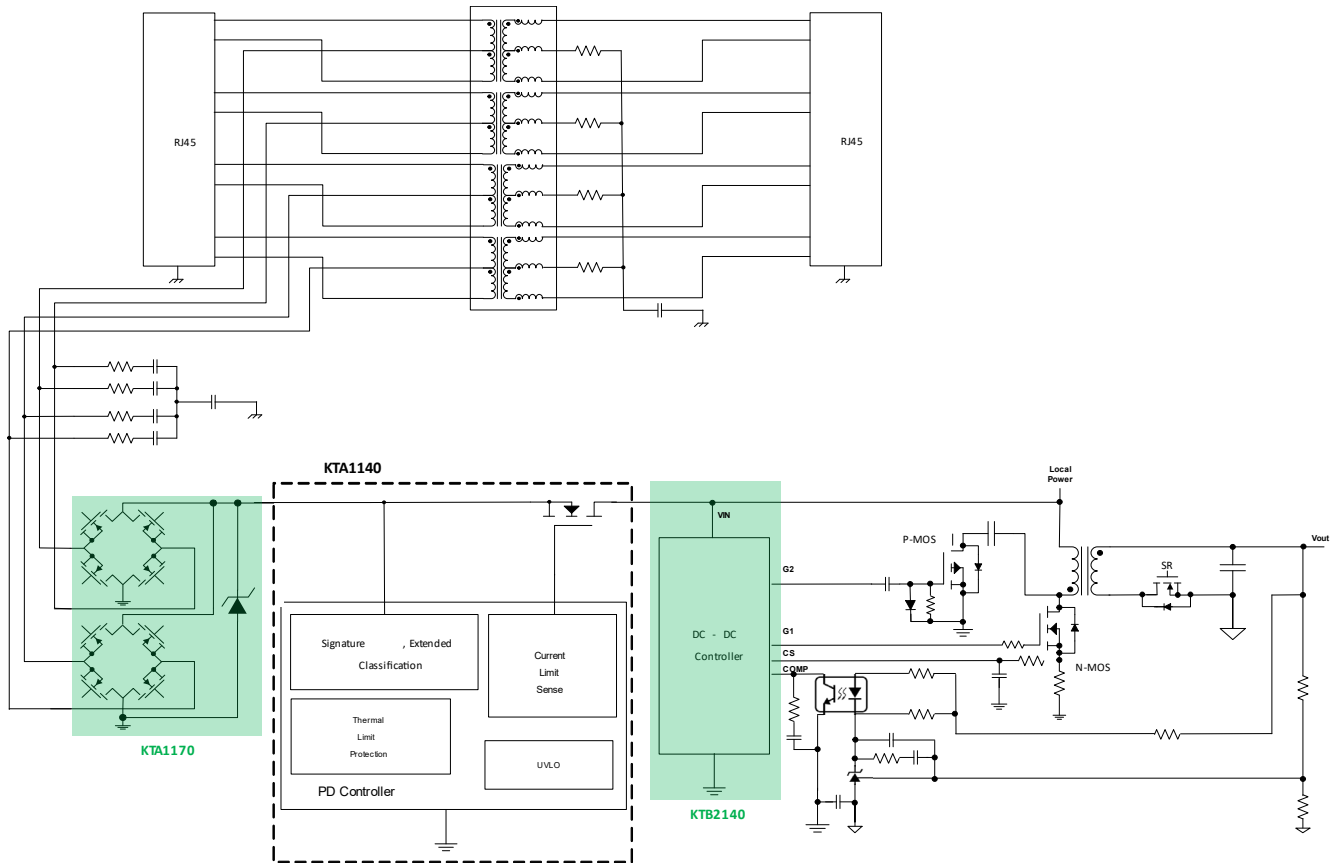 RJ45
RJ45
KTA1140
Local
Power
VIN
P-MOS
Vout
SR
G2
G1
CS
COMP
DC - DC
Controller
N-MOS
Signature , Extended
Classification
Current
Limit
Sense
Thermal
Limit
Protection
UVLO
PD Controller
KTA1170
KTB2140